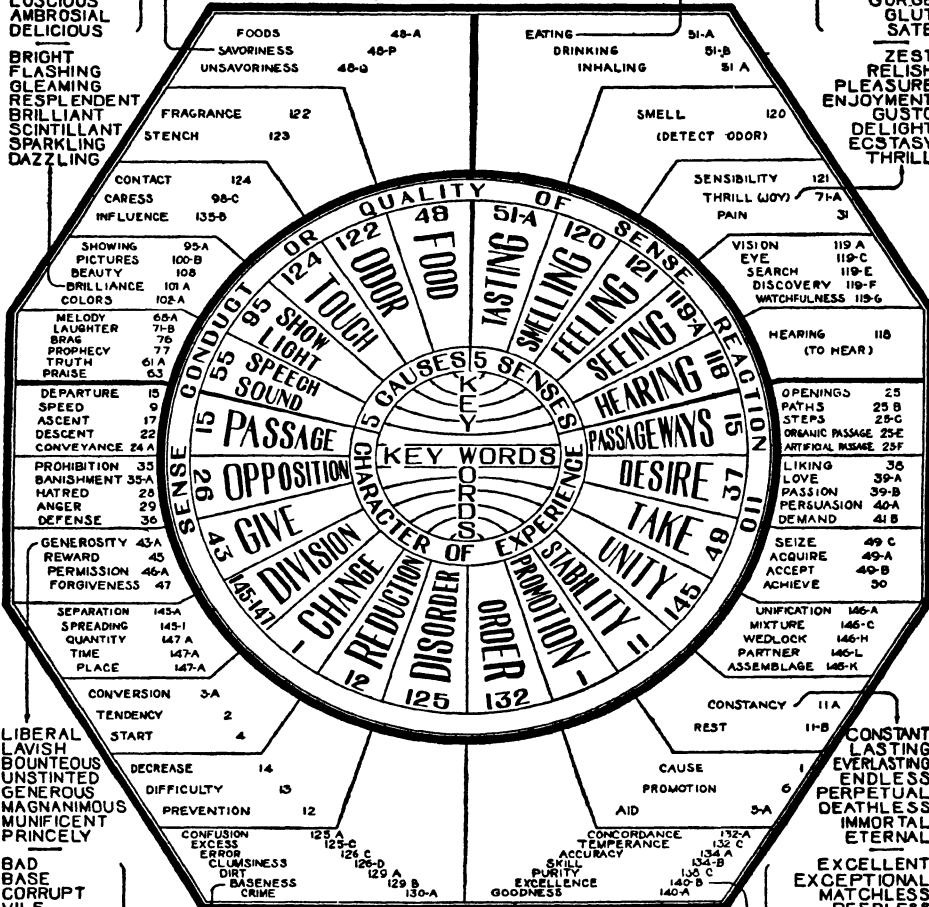 LUSCIOUS
AMBROSIAL
DELICIOUS
BRIGHT
FLASHING
GLEAMING
RESPLENDENT
BRILLIANT
SCINTILLANT
SPARKLING
DAZZLING
GORGE
GLUT
SATE
ZEST
RELISH
PLEASURE
ENJOYMENT
GUSTO
DELIGHT
ECSTASY
THRILL
FOODS 48-A
SAVORINESS 48-P
UNSAVORINESS 48-Q
EATING 51-A
DRINKING 51-B
INHALING 51 A
FRAGRANCE 122
STENCH 123
SMELL 120
(DETECT ODOR)
CONTACT 124
CARESS 98-C
INFLUENCE 135-B
SENSIBILITY 121
THRILL (JOY) 71-A
PAIN 31
SHOWING 95-A
PICTURES 100-B
BEAUTY 108
BRILLIANCE 101 A
COLORS 102-A
VISION 119 A
EYE 119-C
SEARCH 119-E
DISCOVERY 119-F
WATCHFULNESS 119-G
MELODY 68-A
LAUGHTER 71-B
BRAG 76
PROPHECY 77
TRUTH 61 A
PRAISE 63
HEARING 118
(TO HEAR)
DEPARTURE 15
SPEED 9
ASCENT 17
DESCENT 22
CONVEYANCE 24 A
OPENINGS 25
PATHS 25 B
STEPS 25-C
ORGANIC PASSAGE 25-E
ARTIFICIAL PASSAGE 25-F
PROHIBITION 35
BANISHMENT 35-A
HATRED 28
ANGER 29
DEFENSE 36
LIKING 38
LOVE 39-A
PASSION 39-B
PERSUASION 40-A
DEMAND 41 B
GENEROSITY 43-A
REWARD 45
PERMISSION 46-A
FORGIVENESS 47
SEIZE 49 C
ACQUIRE 49-A
ACCEPT 49-B
ACHIEVE 50
SEPARATION 145-A
SPREADING 145-I
QUANTITY 147 A
TIME 147-A
PLACE 147-A
UNIFICATION 146-A
MIXTURE 146-C
WEDLOCK 146-H
PARTNER 146-L
ASSEMBLAGE 146-K
CONVERSION 3-A
TENDENCY 2
START 4
CONSTANCY 11 A
REST 11-B
DECREASE 14
DIFFICULTY 13
PREVENTION 12
CAUSE 1
PROMOTION 6
AID 5-A
CONFUSION 125 A
EXCESS 125-C
ERROR 126 C
CLUMSINESS 126-D
DIRT 129 A
BASENESS 129 B
CRIME 130-A
CONCORDANCE 132-A
TEMPERANCE 132 C
ACCURACY 134 A
SKILL 134-B
PURITY 138 C
EXCELLENCE 140-B
GOODNESS 140-A
SENSE CONDUCT OR QUALITY OF SENSE REACTION
48 FOOD
51-A TASTING
122 ODOR
120 SMELLING
124 TOUCH
121 FEELING
95 SHOW LIGHT
119-A SEEING
55 SPEECH SOUND
118 HEARING
15 PASSAGE
PASSAGEWAYS 15
26 OPPOSITION
DESIRE 37
43 GIVE
TAKE 49
145-147 DIVISION
UNITY 145
1 CHANGE
STABILITY 11
12 REDUCTION
PROMOTION 1
125 DISORDER
ORDER 132
110
5 CAUSES 5 SENSES
CHARACTER OF EXPERIENCE
KEY WORDS
KEY WORDS
LIBERAL
LAVISH
BOUNTEOUS
UNSTINTED
GENEROUS
MAGNANIMOUS
MUNIFICENT
PRINCELY
BAD
BASE
CORRUPT
VILE
CONSTANT
LASTING
EVERLASTING
ENDLESS
PERPETUAL
DEATHLESS
IMMORTAL
ETERNAL
EXCELLENT
EXCEPTIONAL
MATCHLESS
PEERLESS